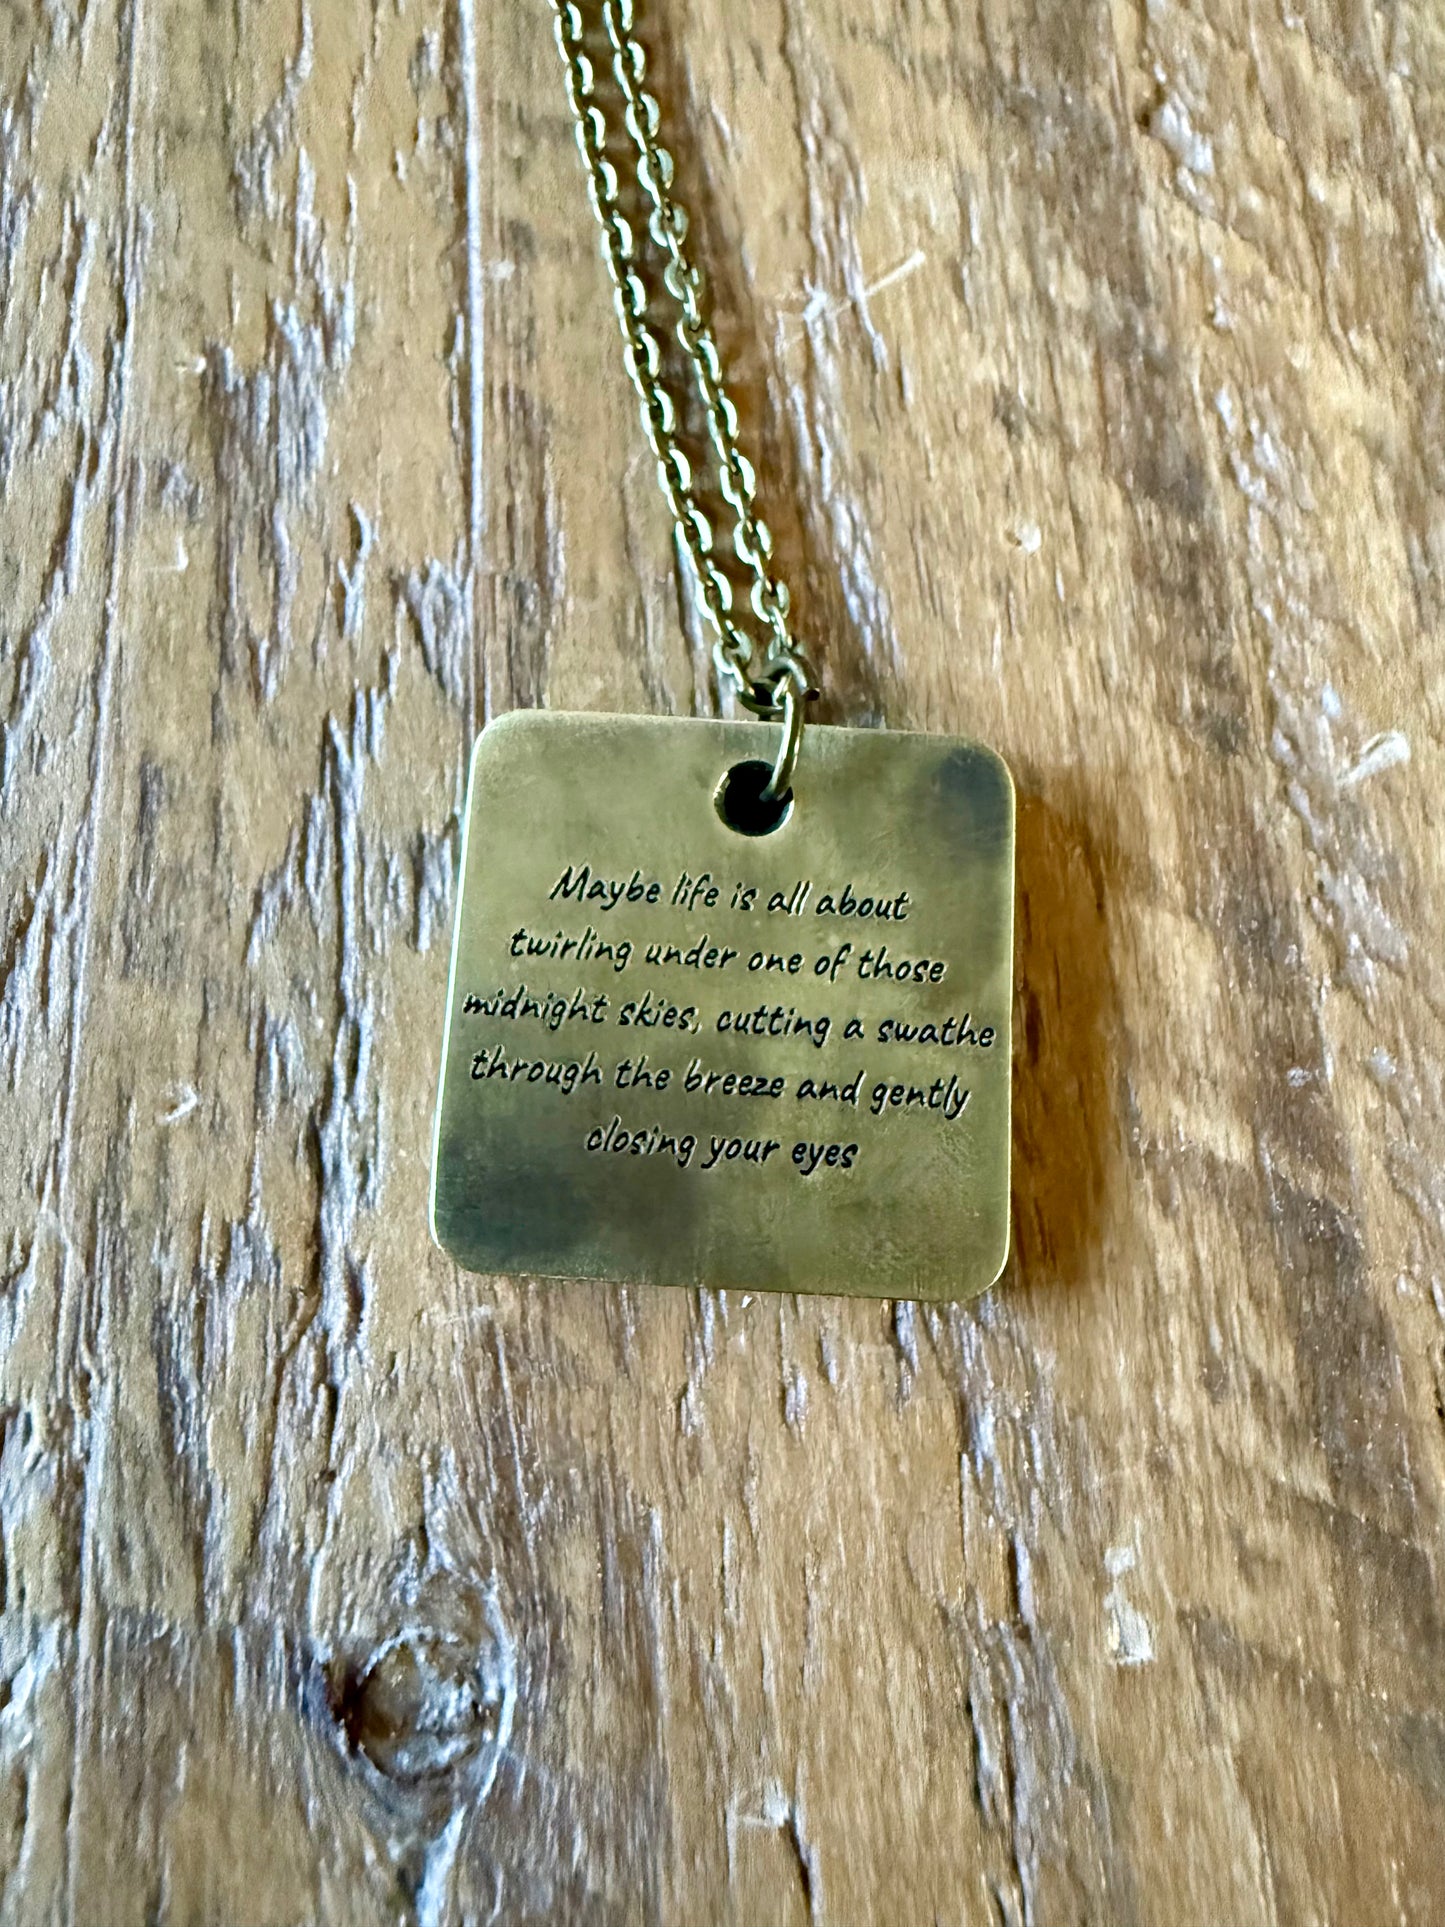 Maybe life is all about
twirling under one of those
midnight skies, cutting a swathe
through the breeze and gently
closing your eyes